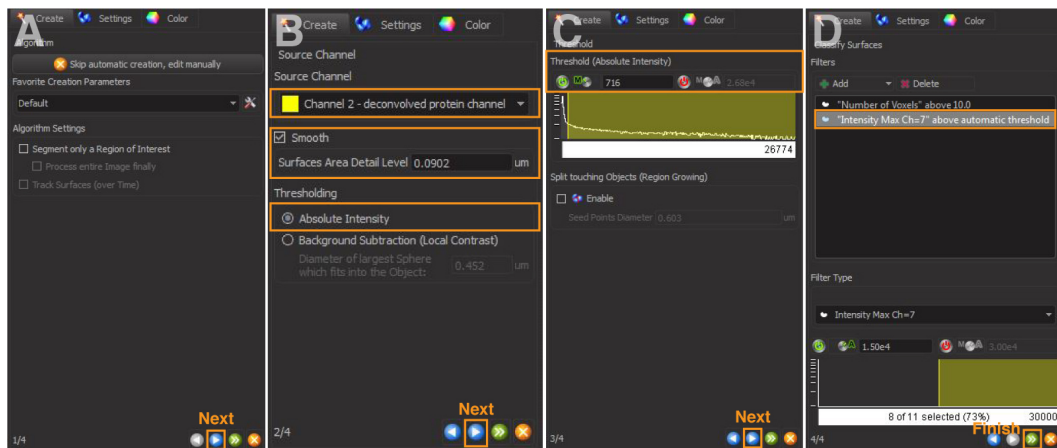 A
Create Settings Color
Algorithm
Skip automatic creation, edit manually
Favorite Creation Parameters
Default
Algorithm Settings
Segment only a Region of Interest
Process entire Image finally
Track Surfaces (over Time)
Next
1/4
B
Create Settings Color
Source Channel
Source Channel
Channel 2 - deconvolved protein channel
Smooth
Surfaces Area Detail Level 0.0902 um
Thresholding
Absolute Intensity
Background Subtraction (Local Contrast)
Diameter of largest Sphere
which fits into the Object: 0.452 um
Next
2/4
C
Create Settings Color
Threshold
Threshold (Absolute Intensity)
M 716 M A 2.68e4
26774
Split touching Objects (Region Growing)
Enable
Seed Points Diameter 0.603 um
Next
3/4
D
Create Settings Color
Classify Surfaces
Filters
Add Delete
"Number of Voxels" above 10.0
"Intensity Max Ch=7" above automatic threshold
Filter Type
Intensity Max Ch=7
A 1.50e4 M A 3.00e4
8 of 11 selected (73%) 30000
Finish
4/4